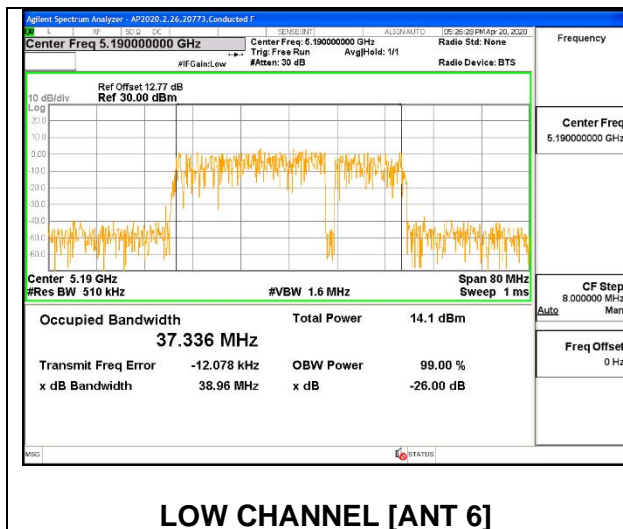 Agilent Spectrum Analyzer - AP2020.2.26,20773,Conducted F
L RF 50 Ω DC SENSE:INT ALIGN AUTO 05:26:28 PM Apr 20, 2020
Center Freq 5.190000000 GHz
Center Freq: 5.190000000 GHz
Radio Std: None
Trig: Free Run Avg|Hold: 1/1
#IFGain:Low #Atten: 30 dB Radio Device: BTS
Frequency
Ref Offset 12.77 dB
10 dB/div Ref 30.00 dBm
Log
20.0
10.0
0.00
-10.0
-20.0
-30.0
-40.0
-50.0
-60.0
Center 5.19 GHz Span 80 MHz
#Res BW 510 kHz #VBW 1.6 MHz Sweep 1 ms
Occupied Bandwidth Total Power 14.1 dBm
37.336 MHz
Transmit Freq Error -12.078 kHz OBW Power 99.00 %
x dB Bandwidth 38.96 MHz x dB -26.00 dB
Center Freq
5.190000000 GHz
CF Step
8.000000 MHz
Auto Man
Freq Offset
0 Hz
MSG STATUS
LOW CHANNEL [ANT 6]